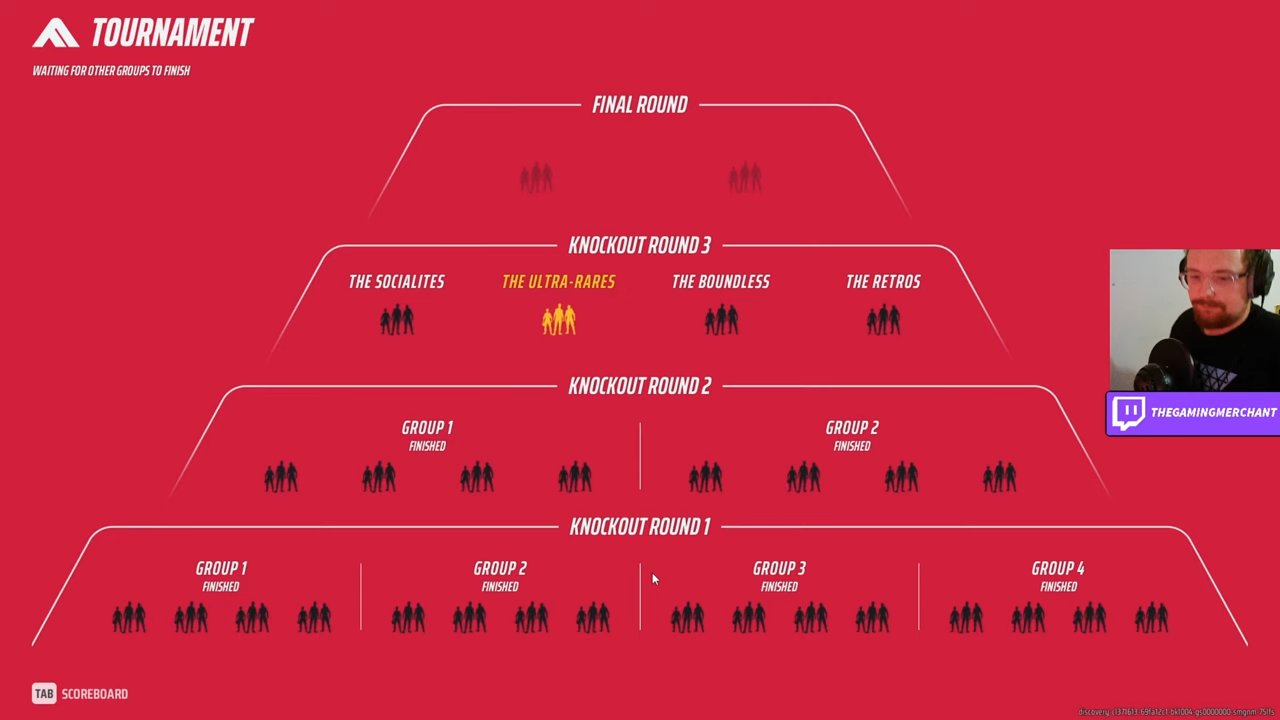 TOURNAMENT
WAITING FOR OTHER GROUPS TO FINISH
FINAL ROUND
KNOCKOUT ROUND 3
THE SOCIALITES
THE ULTRA-RARES
THE BOUNDLESS
THE RETROS
THEGAMINGMERCHANT
KNOCKOUT ROUND 2
GROUP 1
FINISHED
GROUP 2
FINISHED
KNOCKOUT ROUND 1
GROUP 1
FINISHED
GROUP 2
FINISHED
GROUP 3
FINISHED
GROUP 4
FINISHED
TAB SCOREBOARD